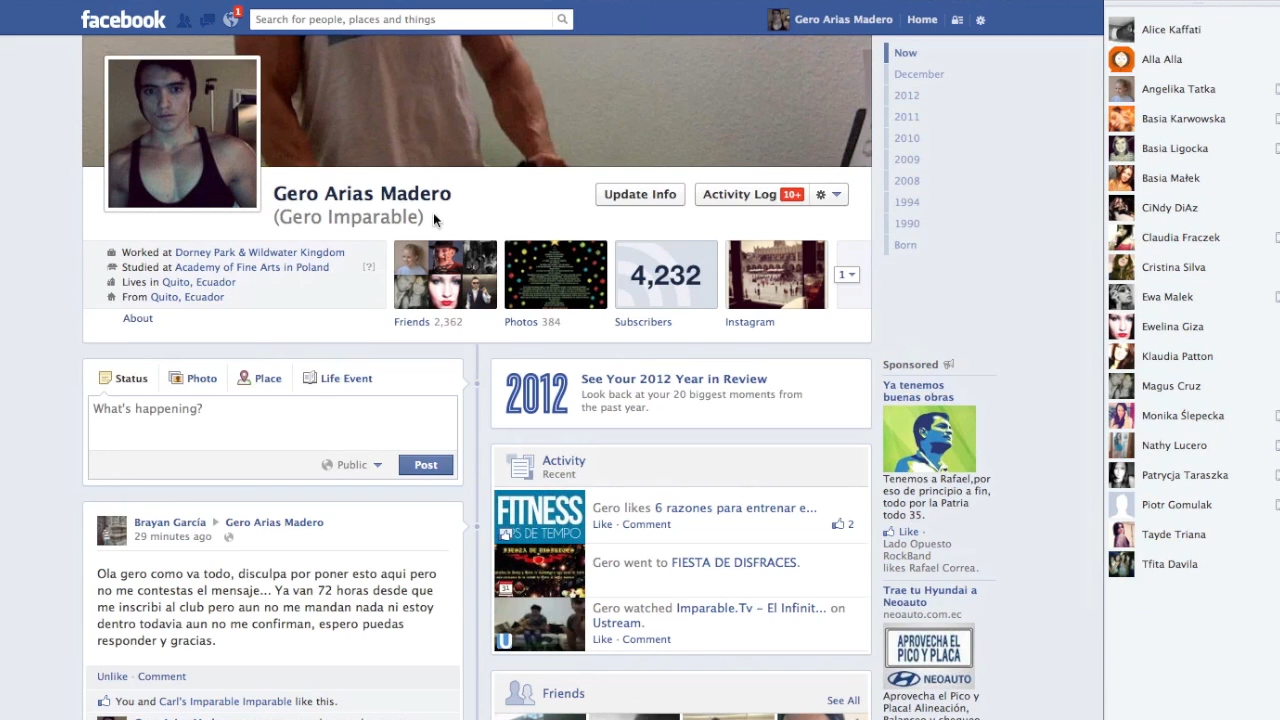 facebook
1
Search for people, places and things
Gero Arias Madero
Home
Gero Arias Madero
(Gero Imparable)
Update Info
Activity Log 10+
Worked at Dorney Park & Wildwater Kingdom
Studied at Academy of Fine Arts in Poland [?]
Lives in Quito, Ecuador
From Quito, Ecuador
About
Friends 2,362
Photos 384
4,232
Subscribers
Instagram
1
Status
Photo
Place
Life Event
What's happening?
Public
Post
Brayan García
Gero Arias Madero
29 minutes ago
Ola gero como va todo, disculpa por poner esto aqui pero
no me contestas el mensaje... Ya van 72 horas desde que
me inscribi al club pero aun no me mandan nada ni estoy
dentro todavia aun no me confirman, espero puedas
responder y gracias.
Unlike · Comment
You and Carl's Imparable Imparable like this.
2012
See Your 2012 Year in Review
Look back at your 20 biggest moments from
the past year.
Activity
Recent
FITNESS
OS DE TEMPO
Gero likes 6 razones para entrenar e...
Like · Comment
2
FIESTA DE DISFRACES
31
Gero went to FIESTA DE DISFRACES.
Gero watched Imparable.Tv – El Infinit... on
Ustream.
Like · Comment
Friends
See All
Now
December
2012
2011
2010
2009
2008
1994
1990
Born
Sponsored
Ya tenemos
buenas obras
Tenemos a Rafael,por
eso de principio a fin,
todo por la Patria
todo 35.
Like ·
Lado Opuesto
RockBand
likes Rafael Correa.
Trae tu Hyundai a
Neoauto
neoauto.com.ec
APROVECHA EL
PICO Y PLACA
NEOAUTO
Aprovecha el Pico y
Placa! Alineación,
Alice Kaffati
Alla Alla
Angelika Tatka
Basia Karwowska
Basia Ligocka
Basia Małek
CiNdy DiAz
Claudia Fraczek
Cristina Silva
Ewa Malek
Ewelina Giza
Klaudia Patton
Magus Cruz
Monika Ślepecka
Nathy Lucero
Patrycja Taraszka
Piotr Gomulak
Tayde Triana
Tfita Davila